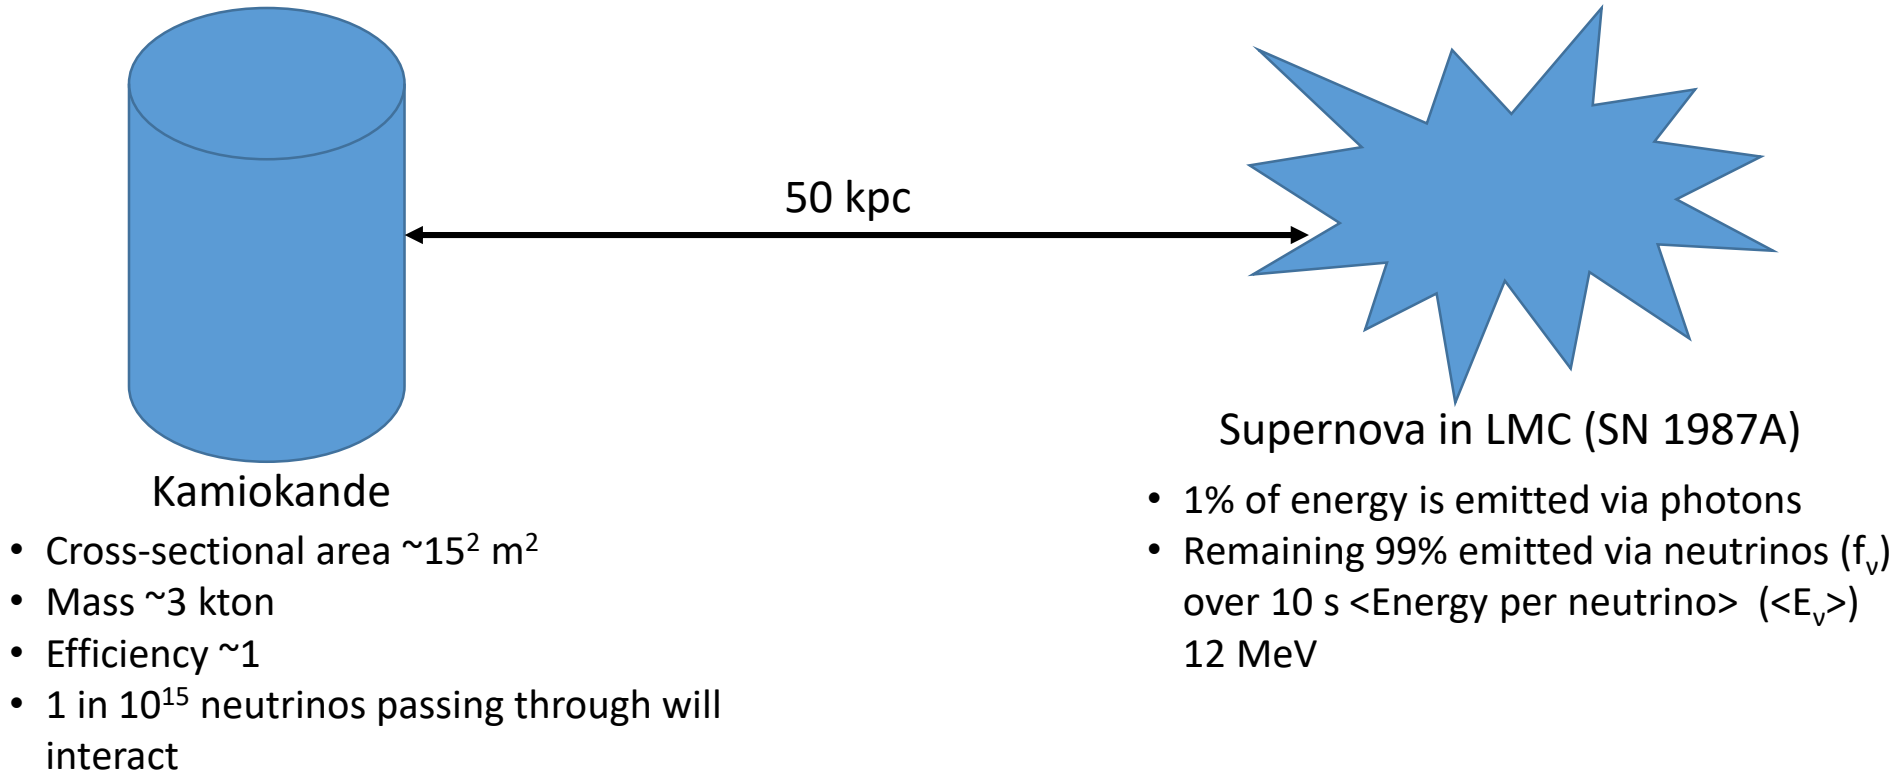 50 kpc
Kamiokande
• Cross-sectional area ~15² m²
• Mass ~3 kton
• Efficiency ~1
• 1 in 10¹⁵ neutrinos passing through will
interact
Supernova in LMC (SN 1987A)
• 1% of energy is emitted via photons
• Remaining 99% emitted via neutrinos (fᵥ)
over 10 s <Energy per neutrino> (<Eᵥ>)
12 MeV